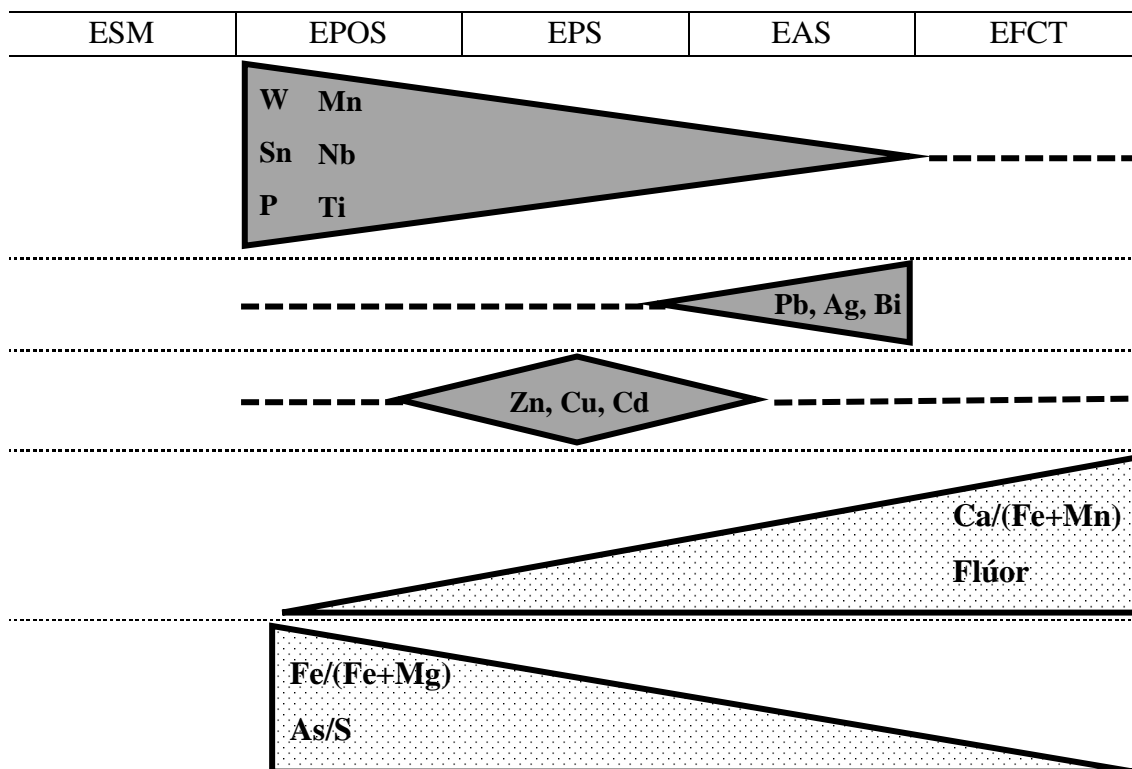 ESM EPOS EPS EAS EFCT
W Mn
Sn Nb
P Ti
Pb, Ag, Bi
Zn, Cu, Cd
Ca/(Fe+Mn)
Flúor
Fe/(Fe+Mg)
As/S